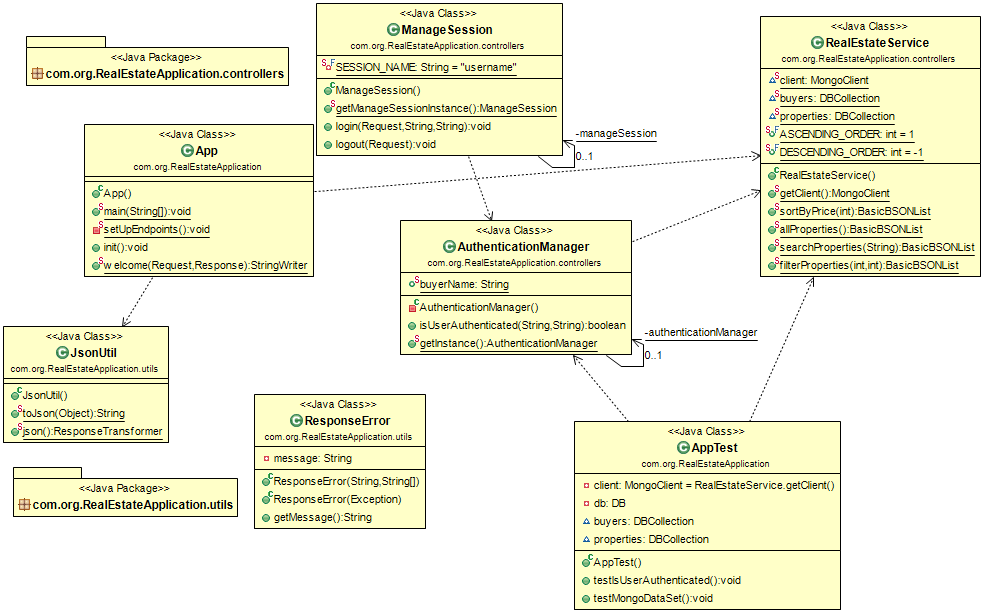 <<Java Package>>
com.org.RealEstateApplication.controllers
<<Java Class>>
ManageSession
com.org.RealEstateApplication.controllers
SESSION_NAME: String = "username"
ManageSession()
getManageSessionInstance():ManageSession
login(Request,String,String):void
logout(Request):void
-manageSession
0..1
<<Java Class>>
RealEstateService
com.org.RealEstateApplication.controllers
client: MongoClient
buyers: DBCollection
properties: DBCollection
ASCENDING_ORDER: int = 1
DESCENDING_ORDER: int = -1
RealEstateService()
getClient():MongoClient
sortByPrice(int):BasicBSONList
allProperties():BasicBSONList
searchProperties(String):BasicBSONList
filterProperties(int,int):BasicBSONList
<<Java Class>>
App
com.org.RealEstateApplication
App()
main(String[]):void
setUpEndpoints():void
init():void
welcome(Request,Response):StringWriter
<<Java Class>>
AuthenticationManager
com.org.RealEstateApplication.controllers
buyerName: String
AuthenticationManager()
isUserAuthenticated(String,String):boolean
getInstance():AuthenticationManager
-authenticationManager
0..1
<<Java Class>>
JsonUtil
com.org.RealEstateApplication.utils
JsonUtil()
toJson(Object):String
json():ResponseTransformer
<<Java Class>>
ResponseError
com.org.RealEstateApplication.utils
message: String
ResponseError(String,String[])
ResponseError(Exception)
getMessage():String
<<Java Package>>
com.org.RealEstateApplication.utils
<<Java Class>>
AppTest
com.org.RealEstateApplication
client: MongoClient = RealEstateService.getClient()
db: DB
buyers: DBCollection
properties: DBCollection
AppTest()
testIsUserAuthenticated():void
testMongoDataSet():void